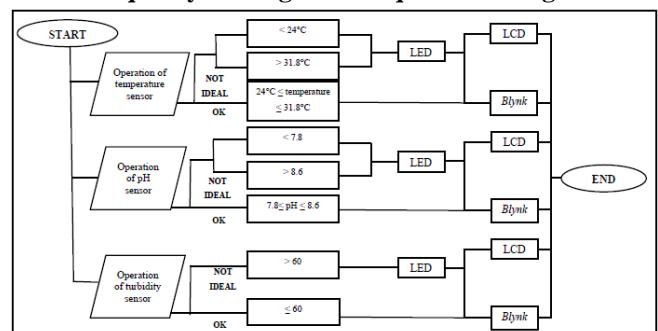 START
Operation of
temperature
sensor
NOT
IDEAL
OK
< 24°C
> 31.8°C
24°C ≤ temperature
≤ 31.8°C
LED
LCD
Blynk
Operation
of pH
sensor
NOT
IDEAL
OK
< 7.8
> 8.6
7.8≤ pH ≤ 8.6
LED
LCD
Blynk
END
Operation
of turbidity
sensor
NOT
IDEAL
OK
> 60
≤ 60
LED
LCD
Blynk